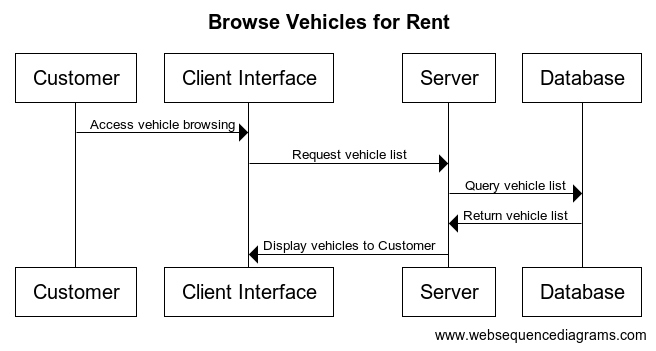 Browse Vehicles for Rent
Customer
Client Interface
Server
Database
Access vehicle browsing
Request vehicle list
Query vehicle list
Return vehicle list
Display vehicles to Customer
Customer
Client Interface
Server
Database
www.websequencediagrams.com